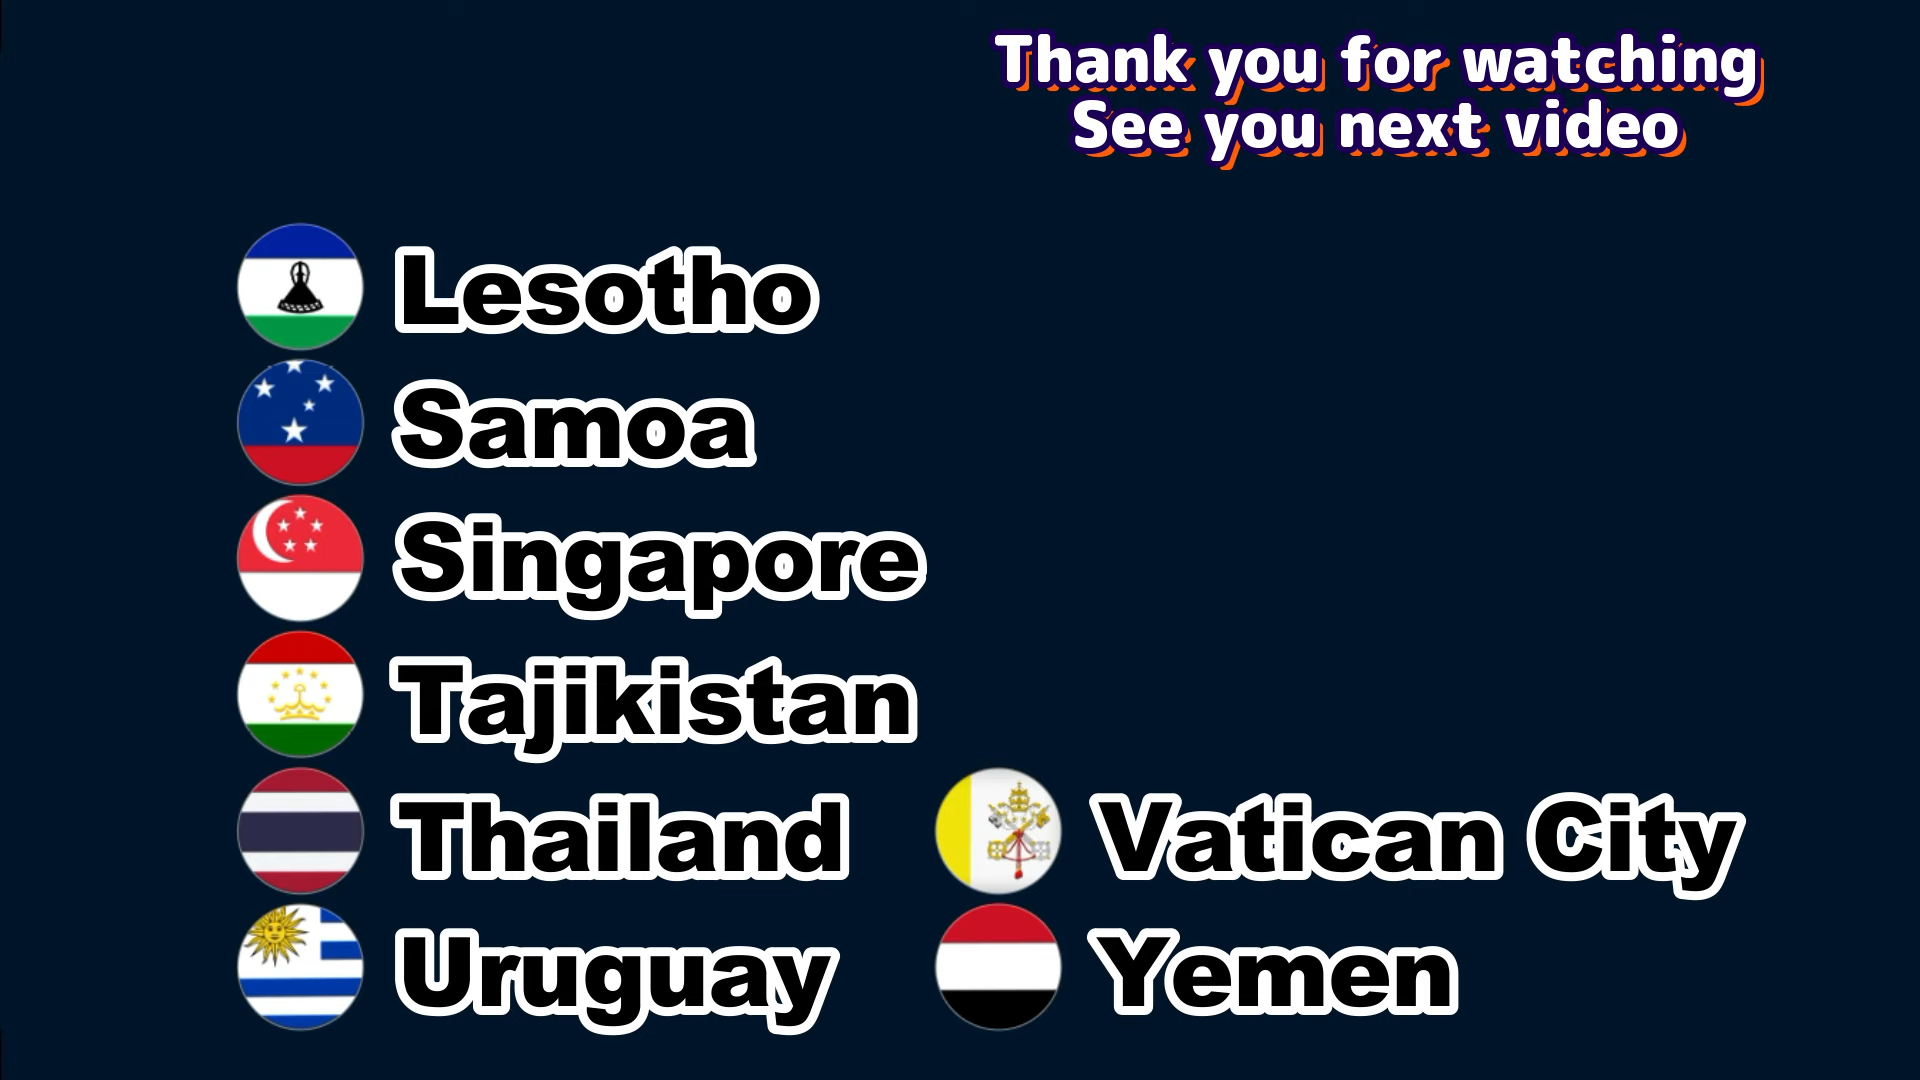 Thank you for watching
See you next video
Lesotho
Samoa
Singapore
Tajikistan
Thailand
Uruguay
Vatican City
Yemen